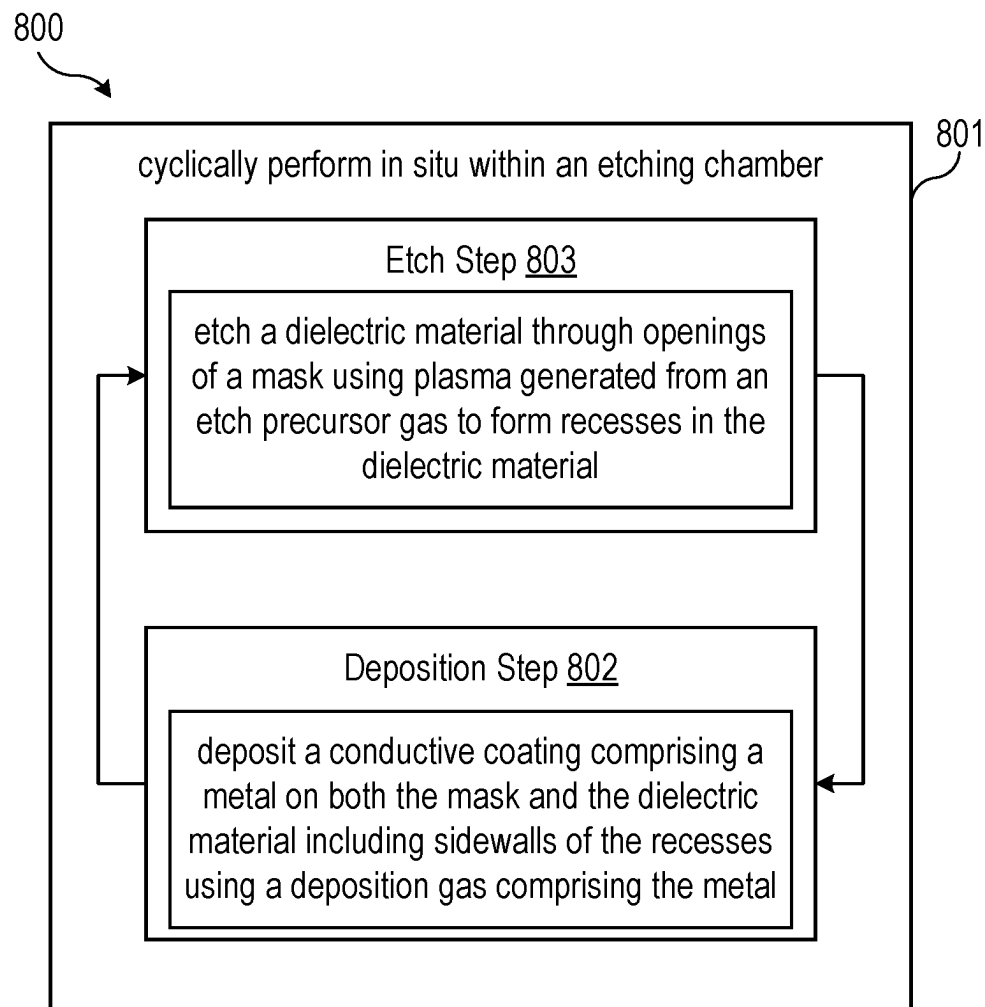 800
801
cyclically perform in situ within an etching chamber
Etch Step 803
etch a dielectric material through openings
of a mask using plasma generated from an
etch precursor gas to form recesses in the
dielectric material
Deposition Step 802
deposit a conductive coating comprising a
metal on both the mask and the dielectric
material including sidewalls of the recesses
using a deposition gas comprising the metal